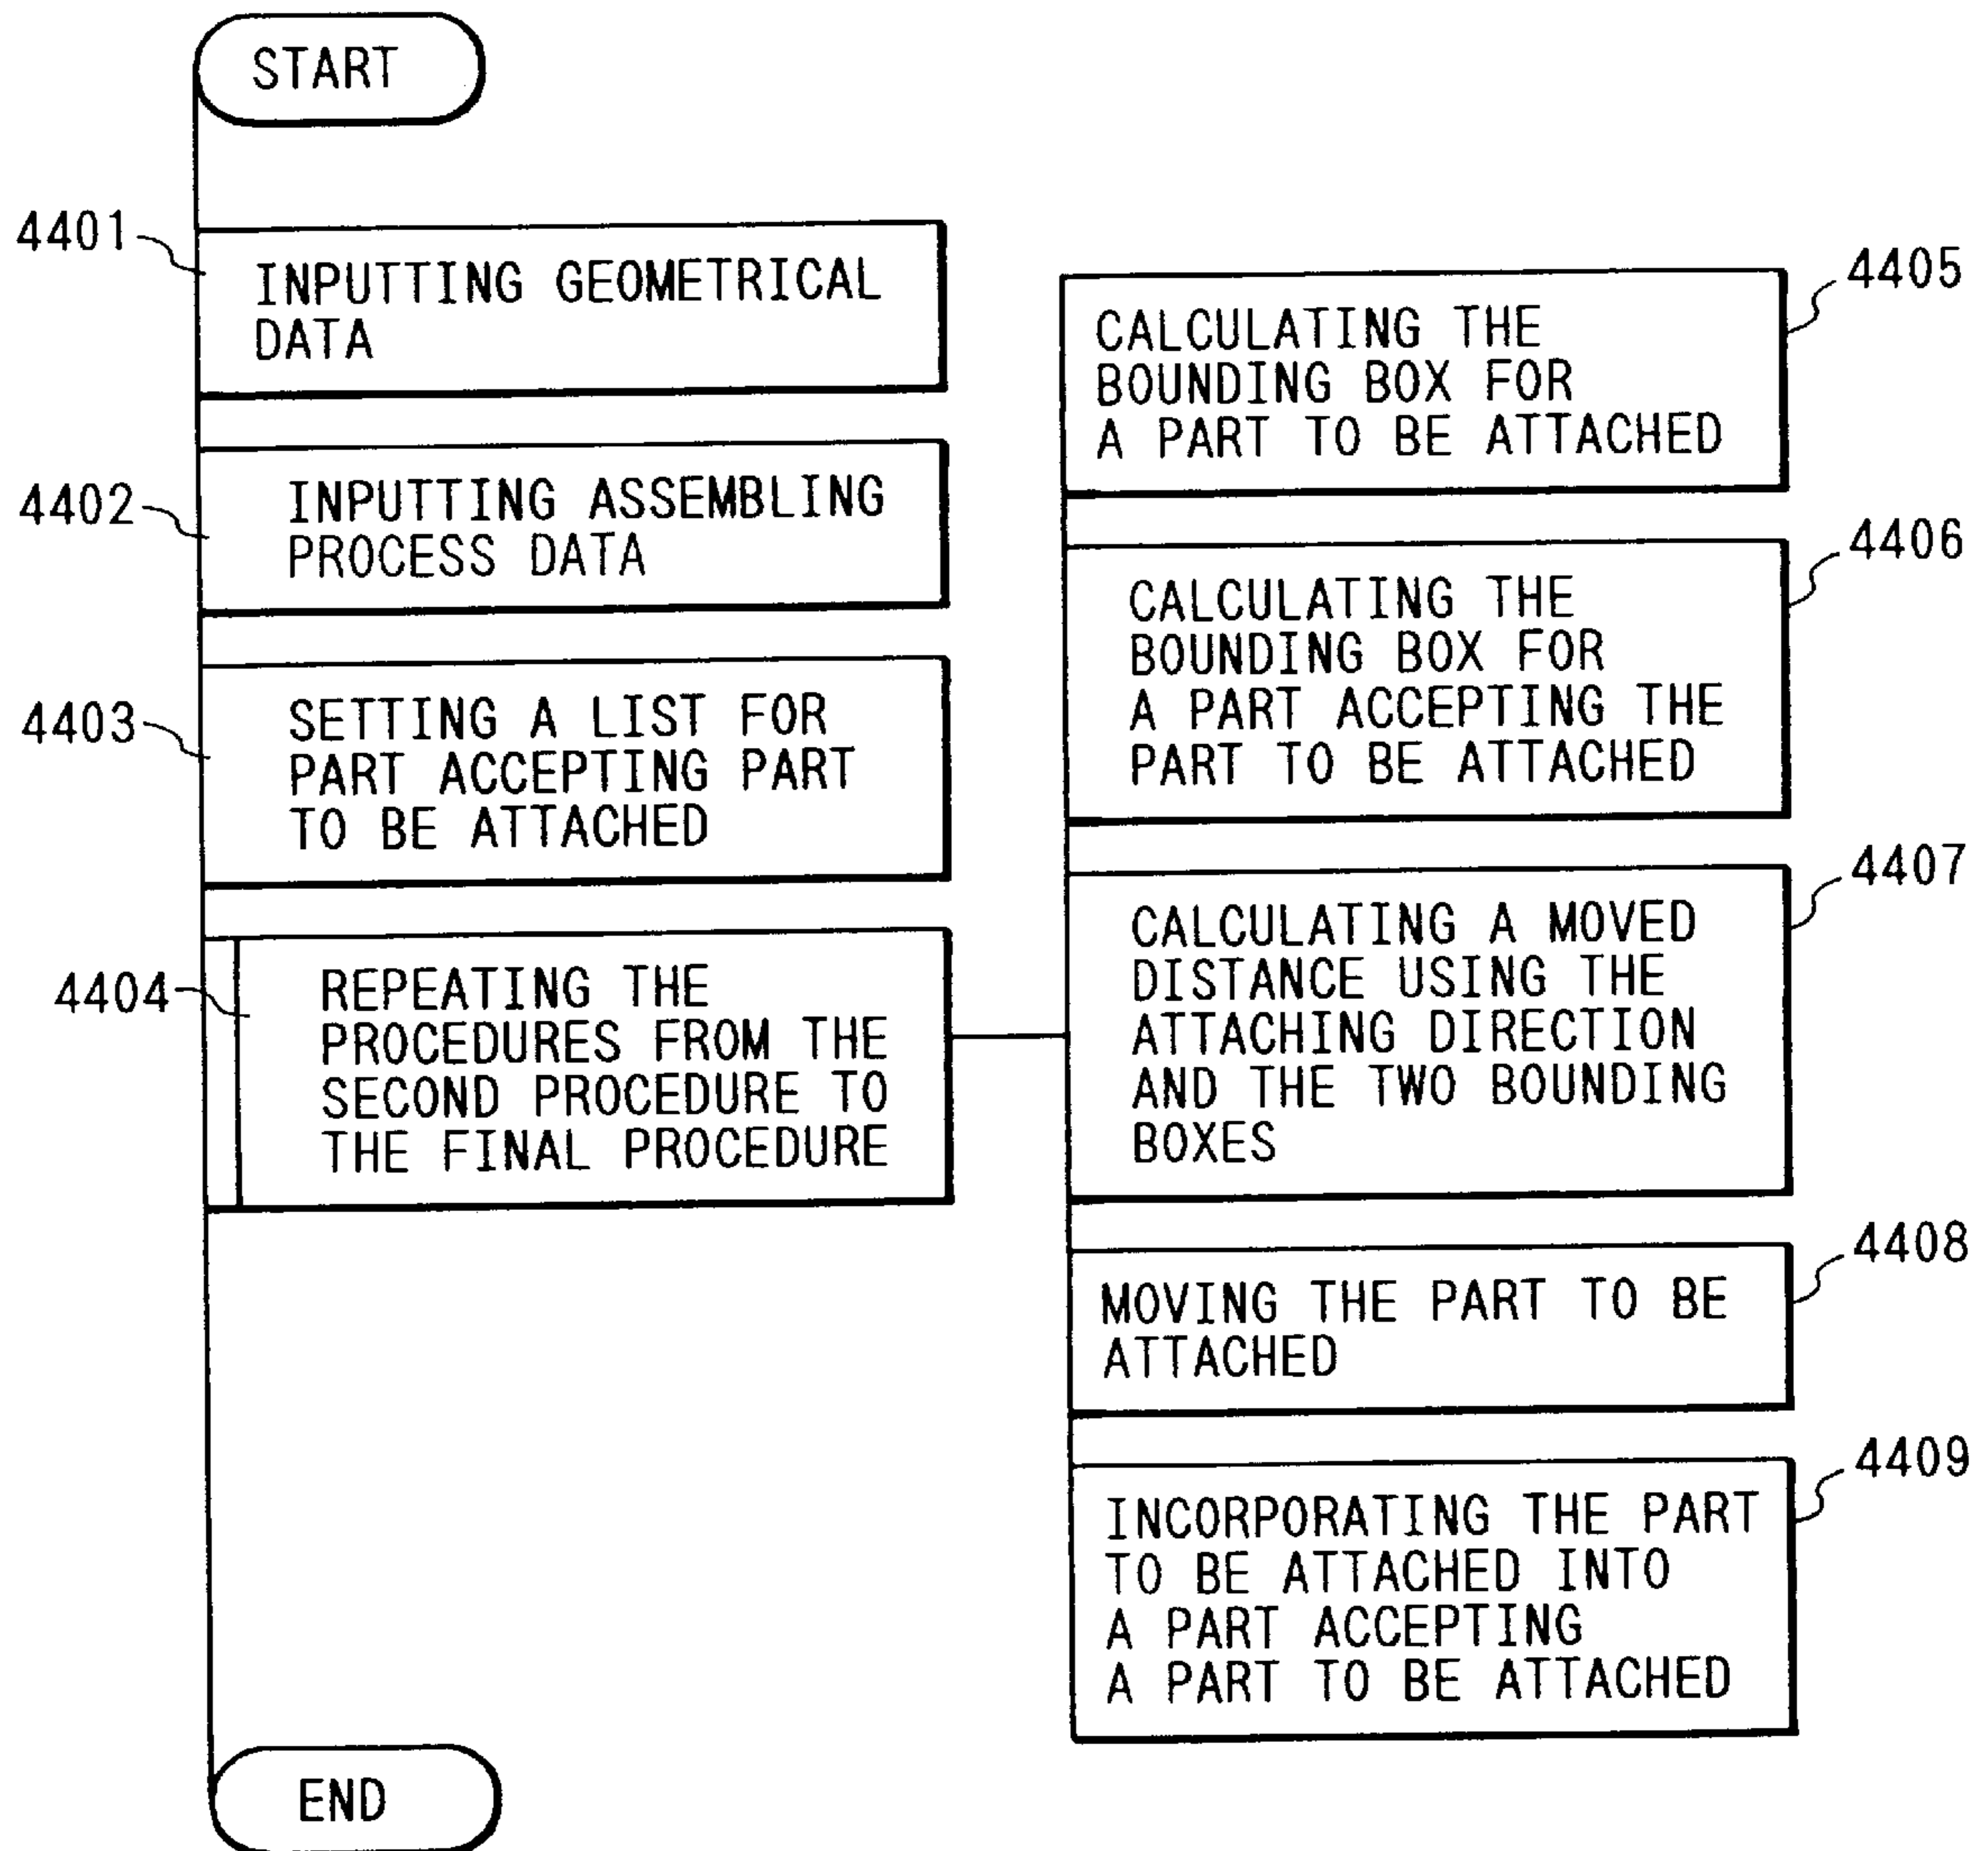 START
4401
INPUTTING GEOMETRICAL
DATA
4402
INPUTTING ASSEMBLING
PROCESS DATA
4403
SETTING A LIST FOR
PART ACCEPTING PART
TO BE ATTACHED
4404
REPEATING THE
PROCEDURES FROM THE
SECOND PROCEDURE TO
THE FINAL PROCEDURE
END
4405
CALCULATING THE
BOUNDING BOX FOR
A PART TO BE ATTACHED
4406
CALCULATING THE
BOUNDING BOX FOR
A PART ACCEPTING THE
PART TO BE ATTACHED
4407
CALCULATING A MOVED
DISTANCE USING THE
ATTACHING DIRECTION
AND THE TWO BOUNDING
BOXES
4408
MOVING THE PART TO BE
ATTACHED
4409
INCORPORATING THE PART
TO BE ATTACHED INTO
A PART ACCEPTING
A PART TO BE ATTACHED